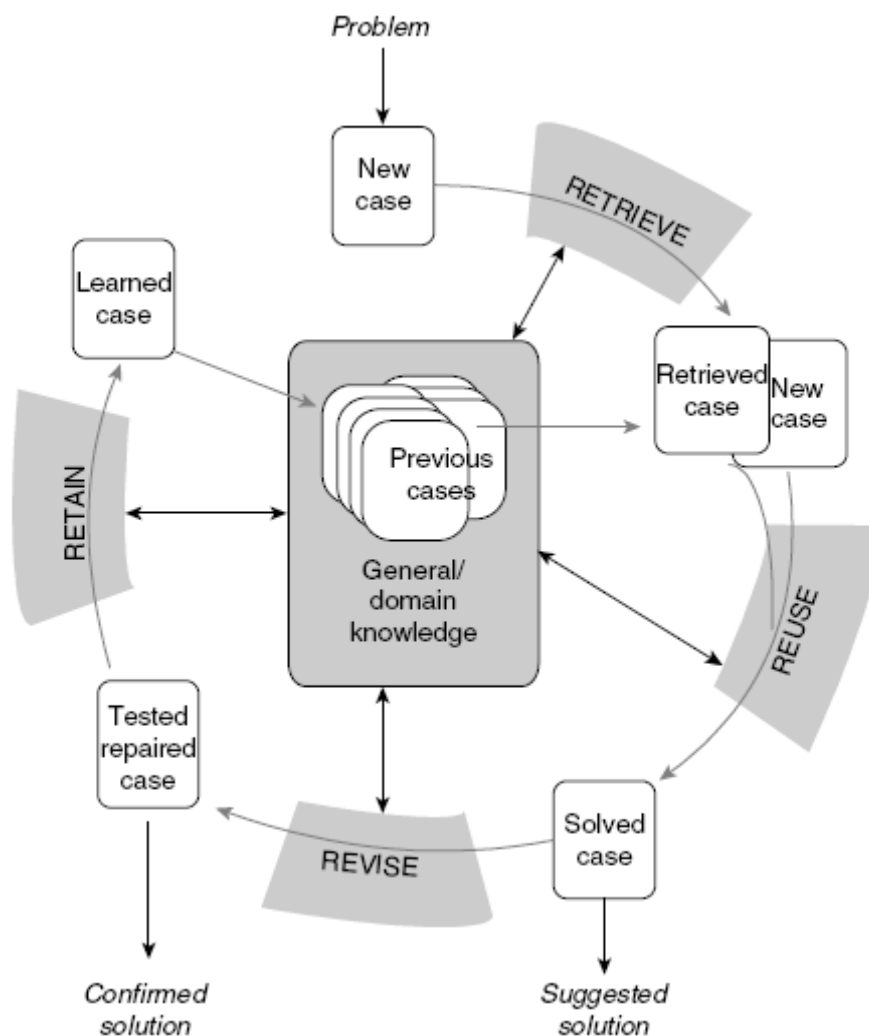 Problem
New
case
RETRIEVE
Learned
case
Retrieved
case
New
case
Previous
cases
RETAIN
General/
domain
knowledge
REUSE
Tested
repaired
case
Solved
case
REVISE
Confirmed
solution
Suggested
solution